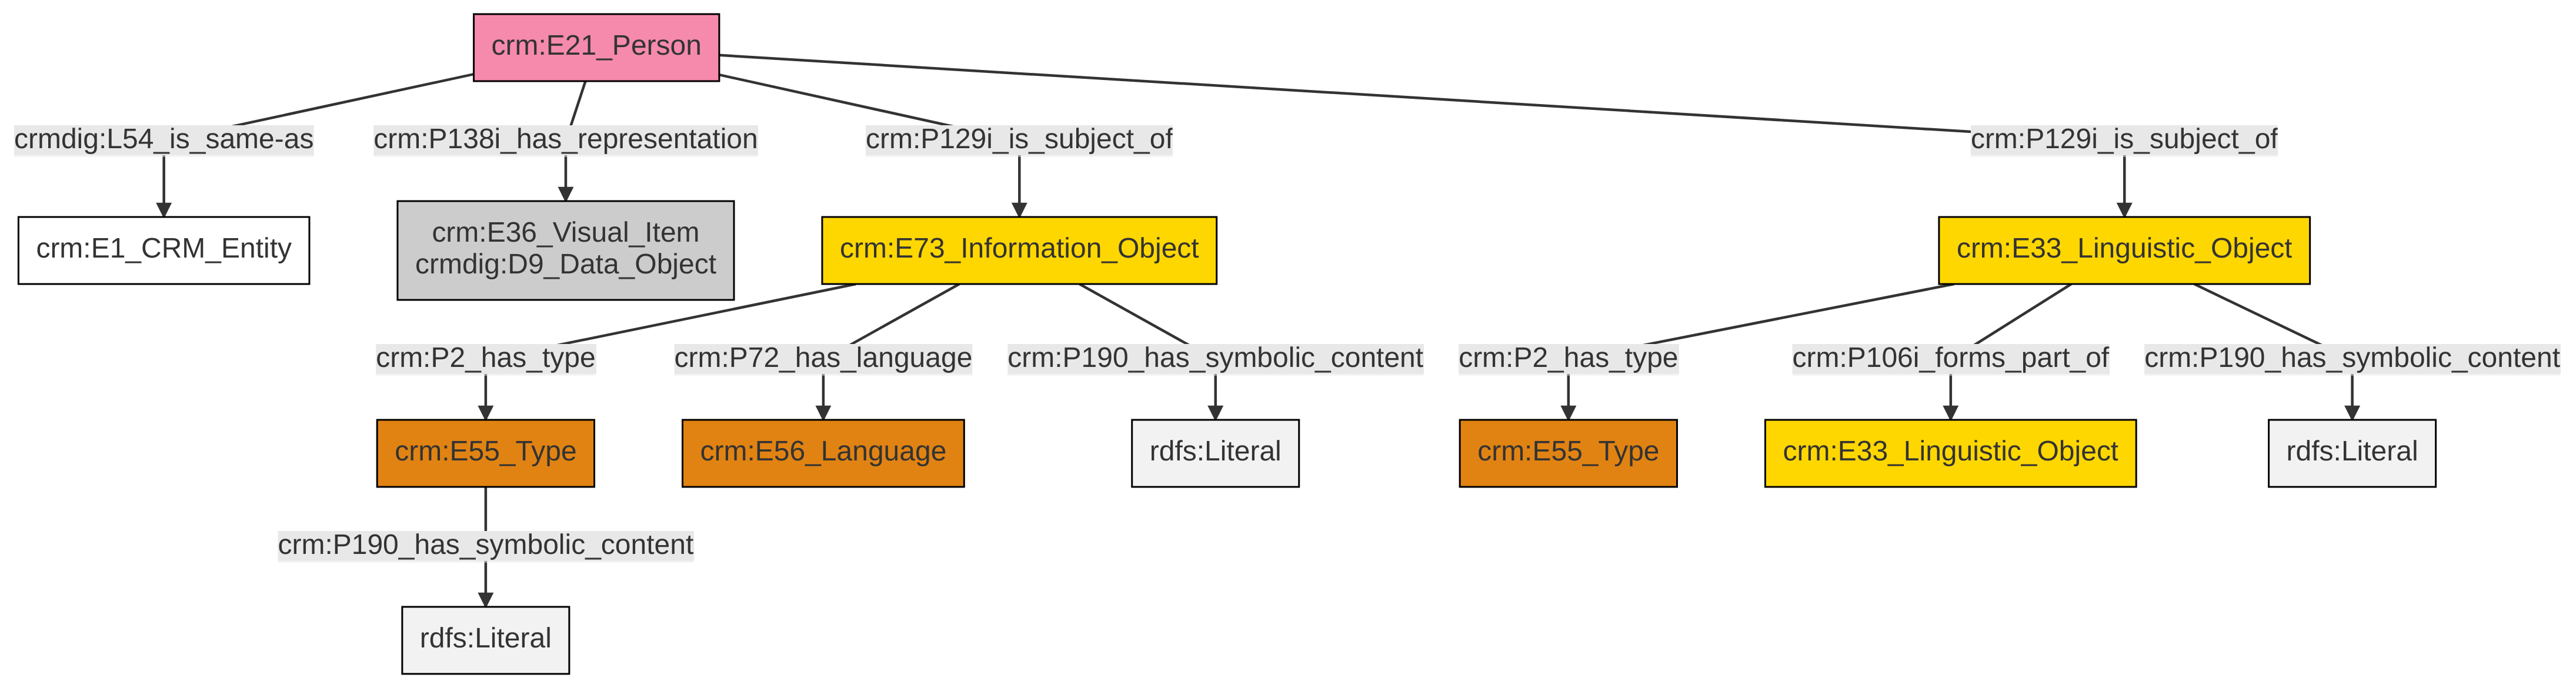 crm:E21_Person
crmdig:L54_is_same-as
crm:P138i_has_representation
crm:P129i_is_subject_of
crm:P129i_is_subject_of
crm:E1_CRM_Entity
crm:E36_Visual_Item
crmdig:D9_Data_Object
crm:E73_Information_Object
crm:E33_Linguistic_Object
crm:P2_has_type
crm:P72_has_language
crm:P190_has_symbolic_content
crm:P2_has_type
crm:P106i_forms_part_of
crm:P190_has_symbolic_content
crm:E55_Type
crm:E56_Language
rdfs:Literal
crm:E55_Type
crm:E33_Linguistic_Object
rdfs:Literal
crm:P190_has_symbolic_content
rdfs:Literal